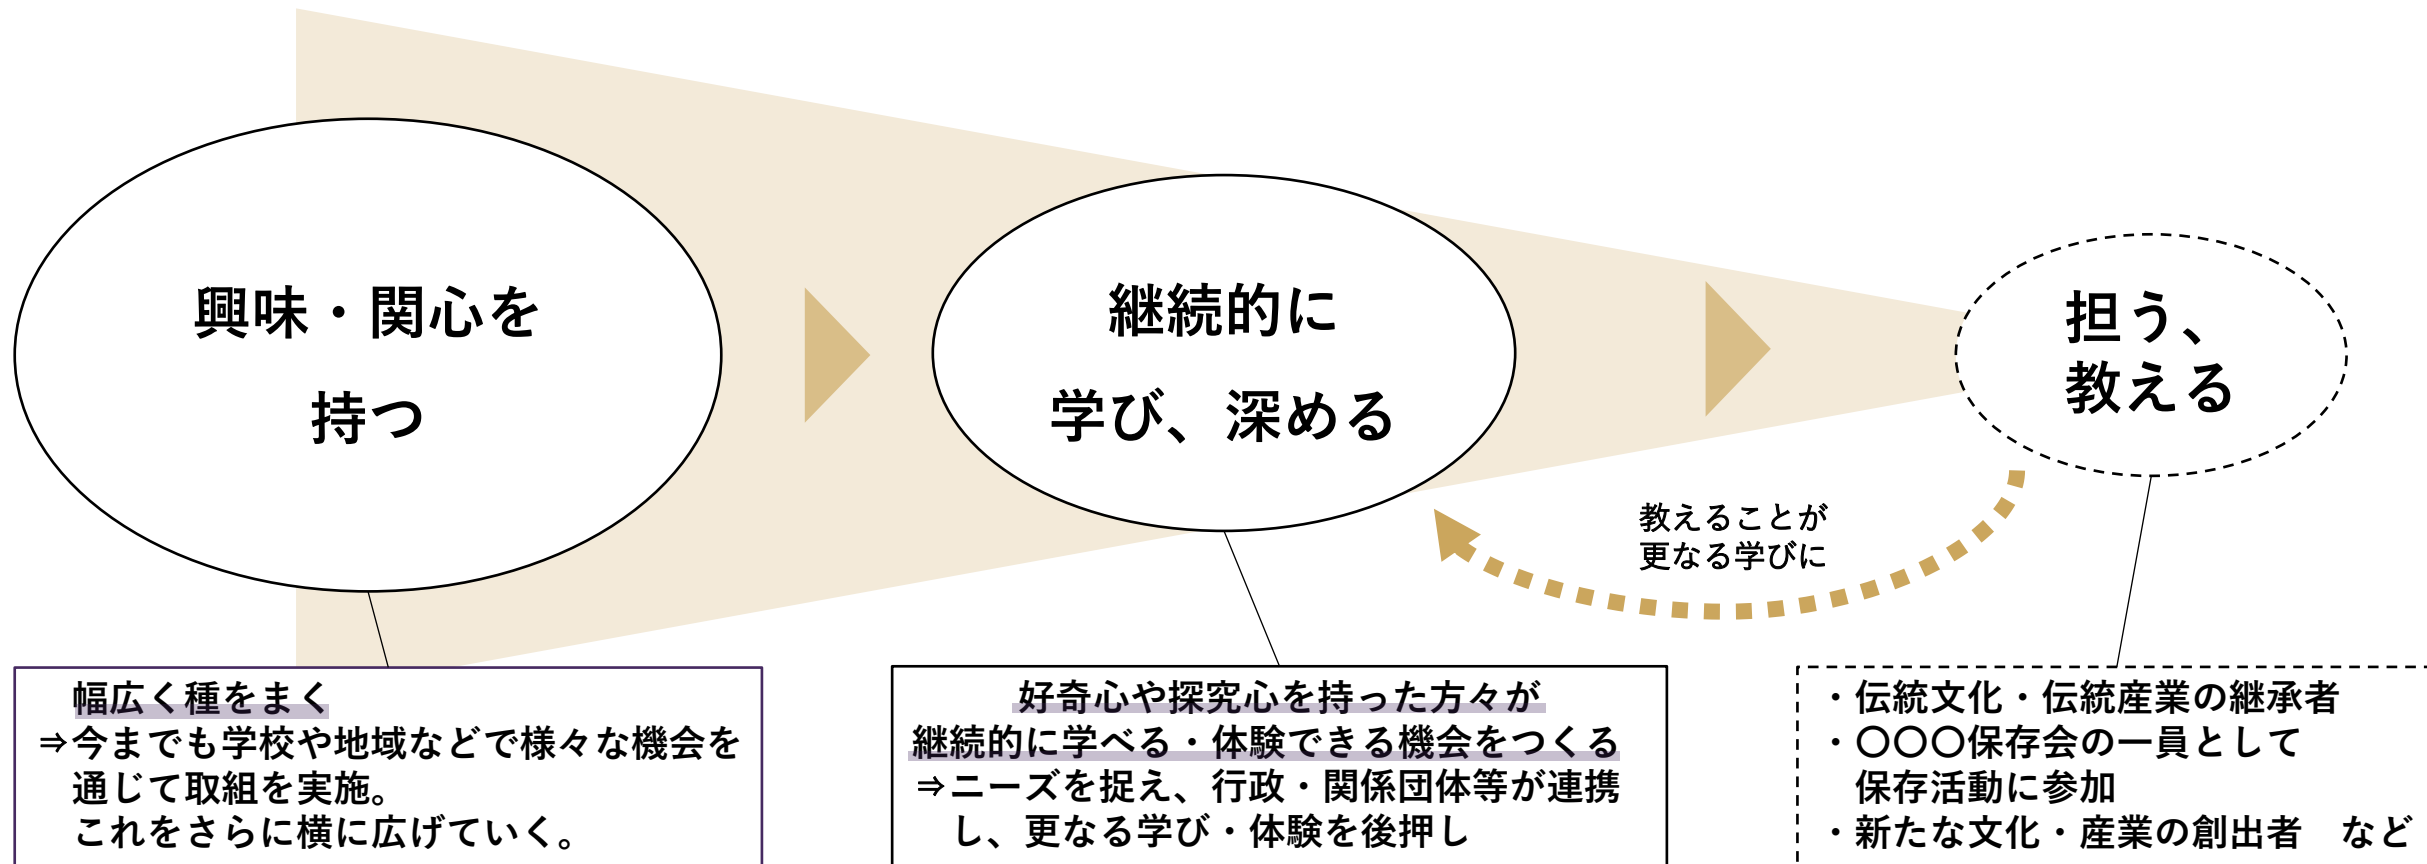 興味・関心を
持つ
継続的に
学び、深める
担う、
教える
教えることが
更なる学びに
幅広く種をまく
⇒今までも学校や地域などで様々な機会を
通じて取組を実施。
これをさらに横に広げていく。
好奇心や探究心を持った方々が
継続的に学べる・体験できる機会をつくる
⇒ニーズを捉え、行政・関係団体等が連携
し、更なる学び・体験を後押し
・伝統文化・伝統産業の継承者
・〇〇〇保存会の一員として
保存活動に参加
・新たな文化・産業の創出者　など